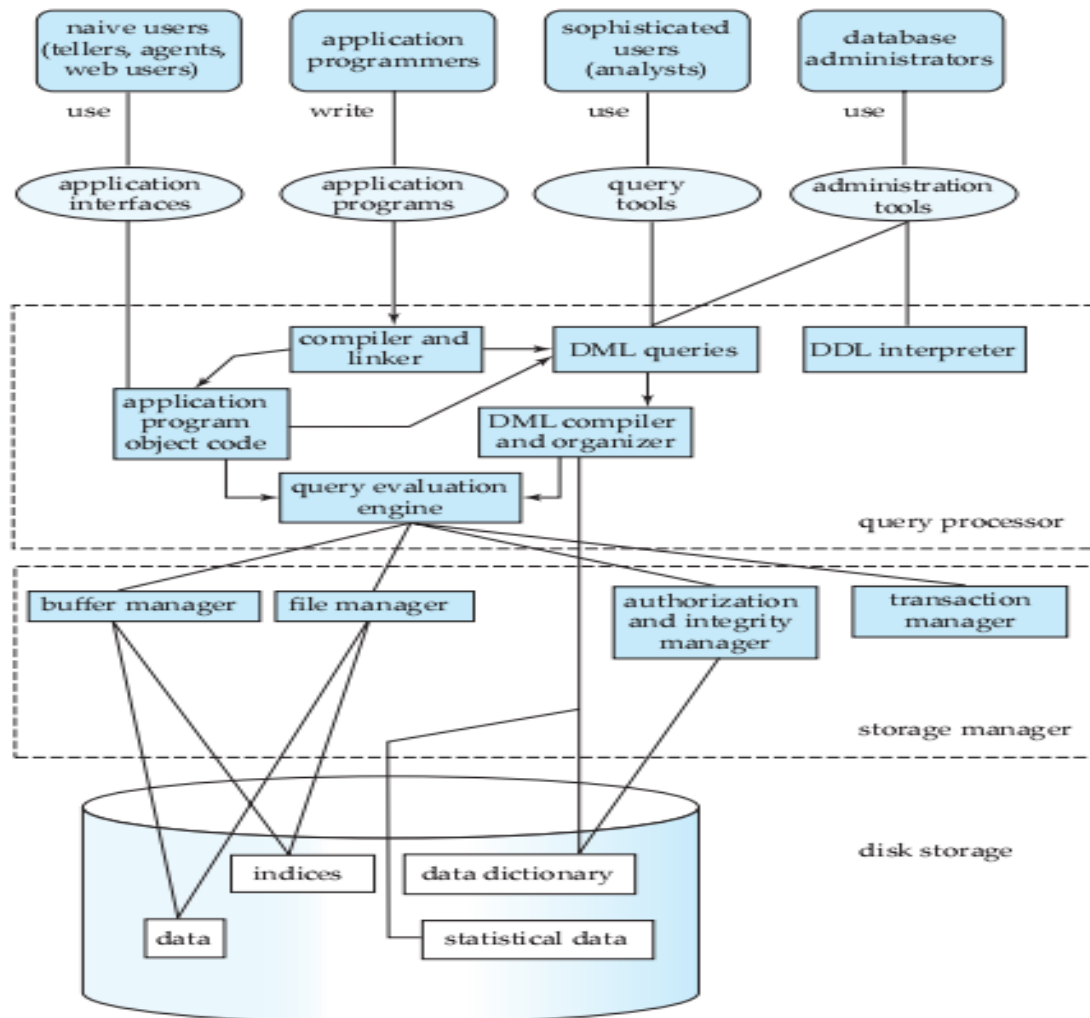 naive users
(tellers, agents,
web users)
application
programmers
sophisticated
users
(analysts)
database
administrators
use
write
use
use
application
interfaces
application
programs
query
tools
administration
tools
compiler and
linker
DML queries
DDL interpreter
application
program
object code
DML compiler
and organizer
query evaluation
engine
query processor
buffer manager
file manager
authorization
and integrity
manager
transaction
manager
storage manager
disk storage
indices
data dictionary
data
statistical data